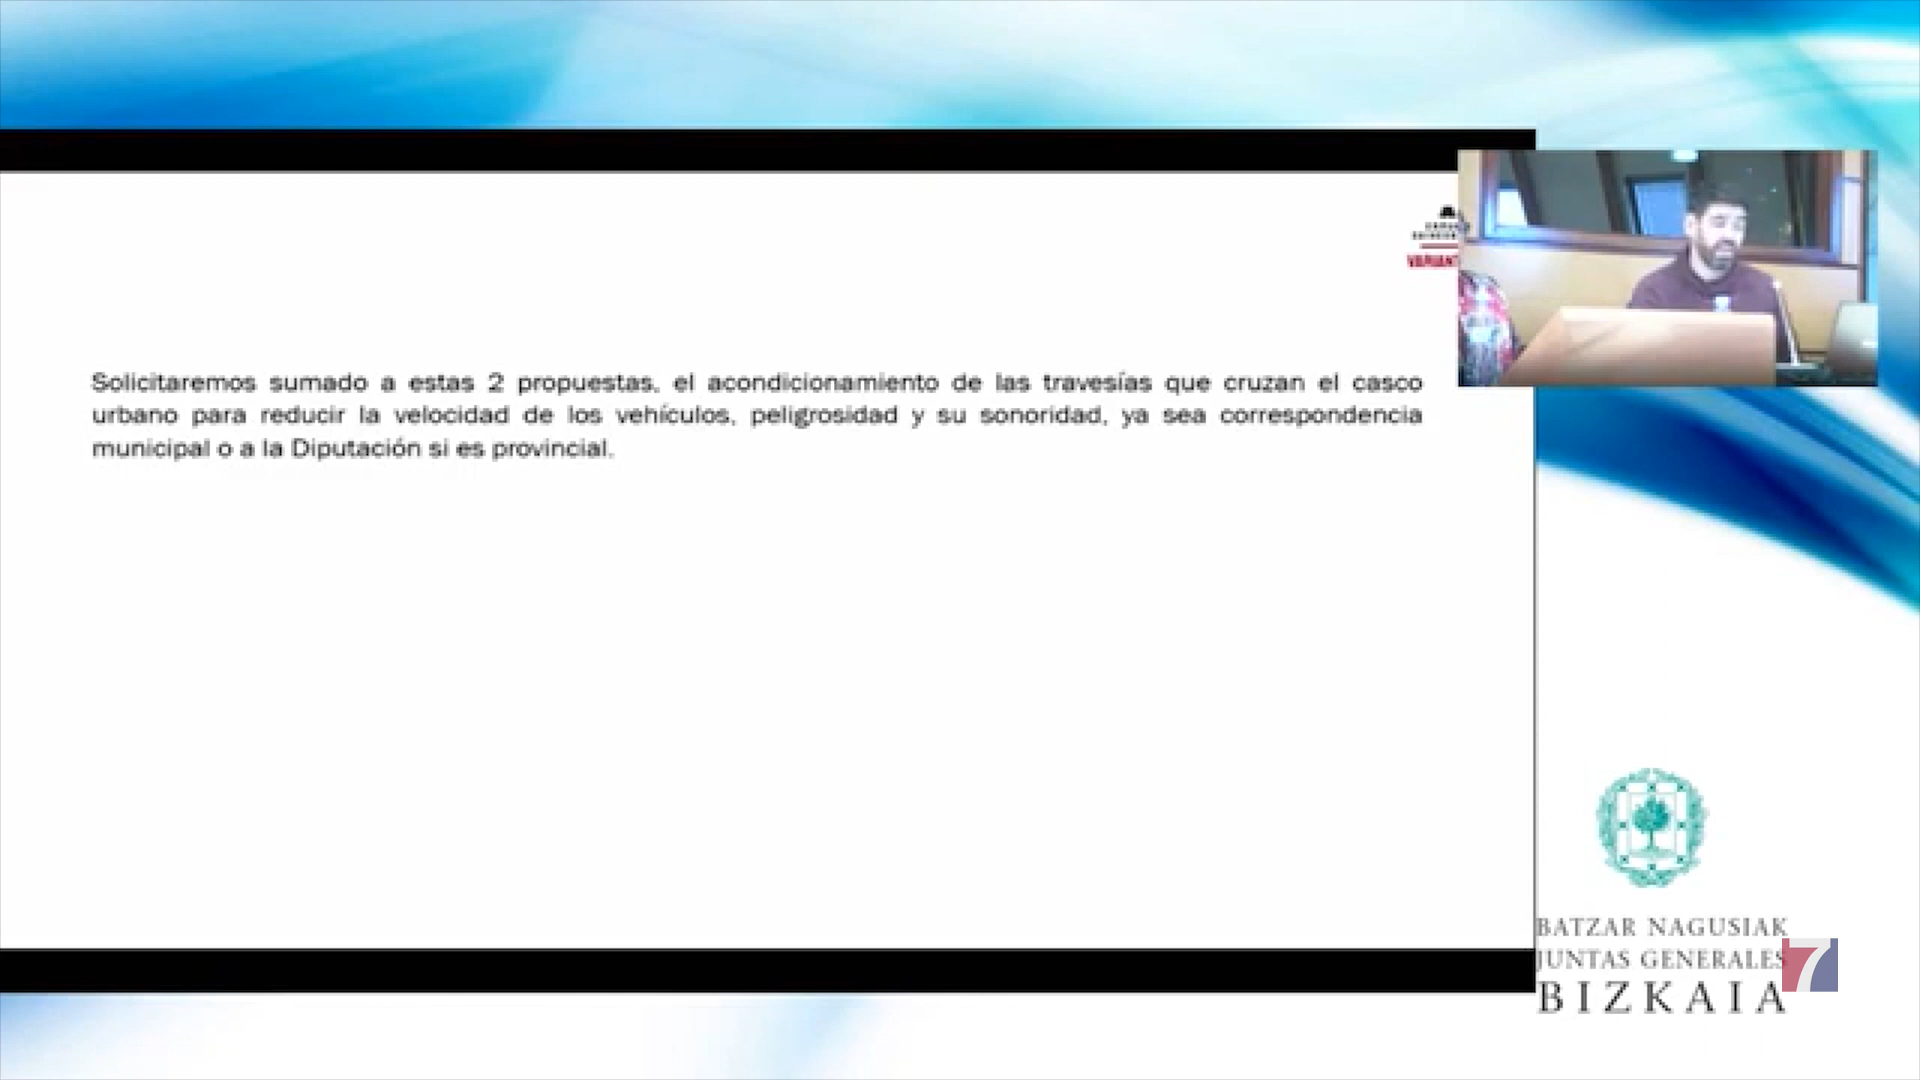 VARIANT
Solicitaremos sumado a estas 2 propuestas, el acondicionamiento de las travesías que cruzan el casco
urbano para reducir la velocidad de los vehículos, peligrosidad y su sonoridad, ya sea correspondencia
municipal o a la Diputación si es provincial.
BATZAR NAGUSIAK
JUNTAS GENERALES
BIZKAIA
7